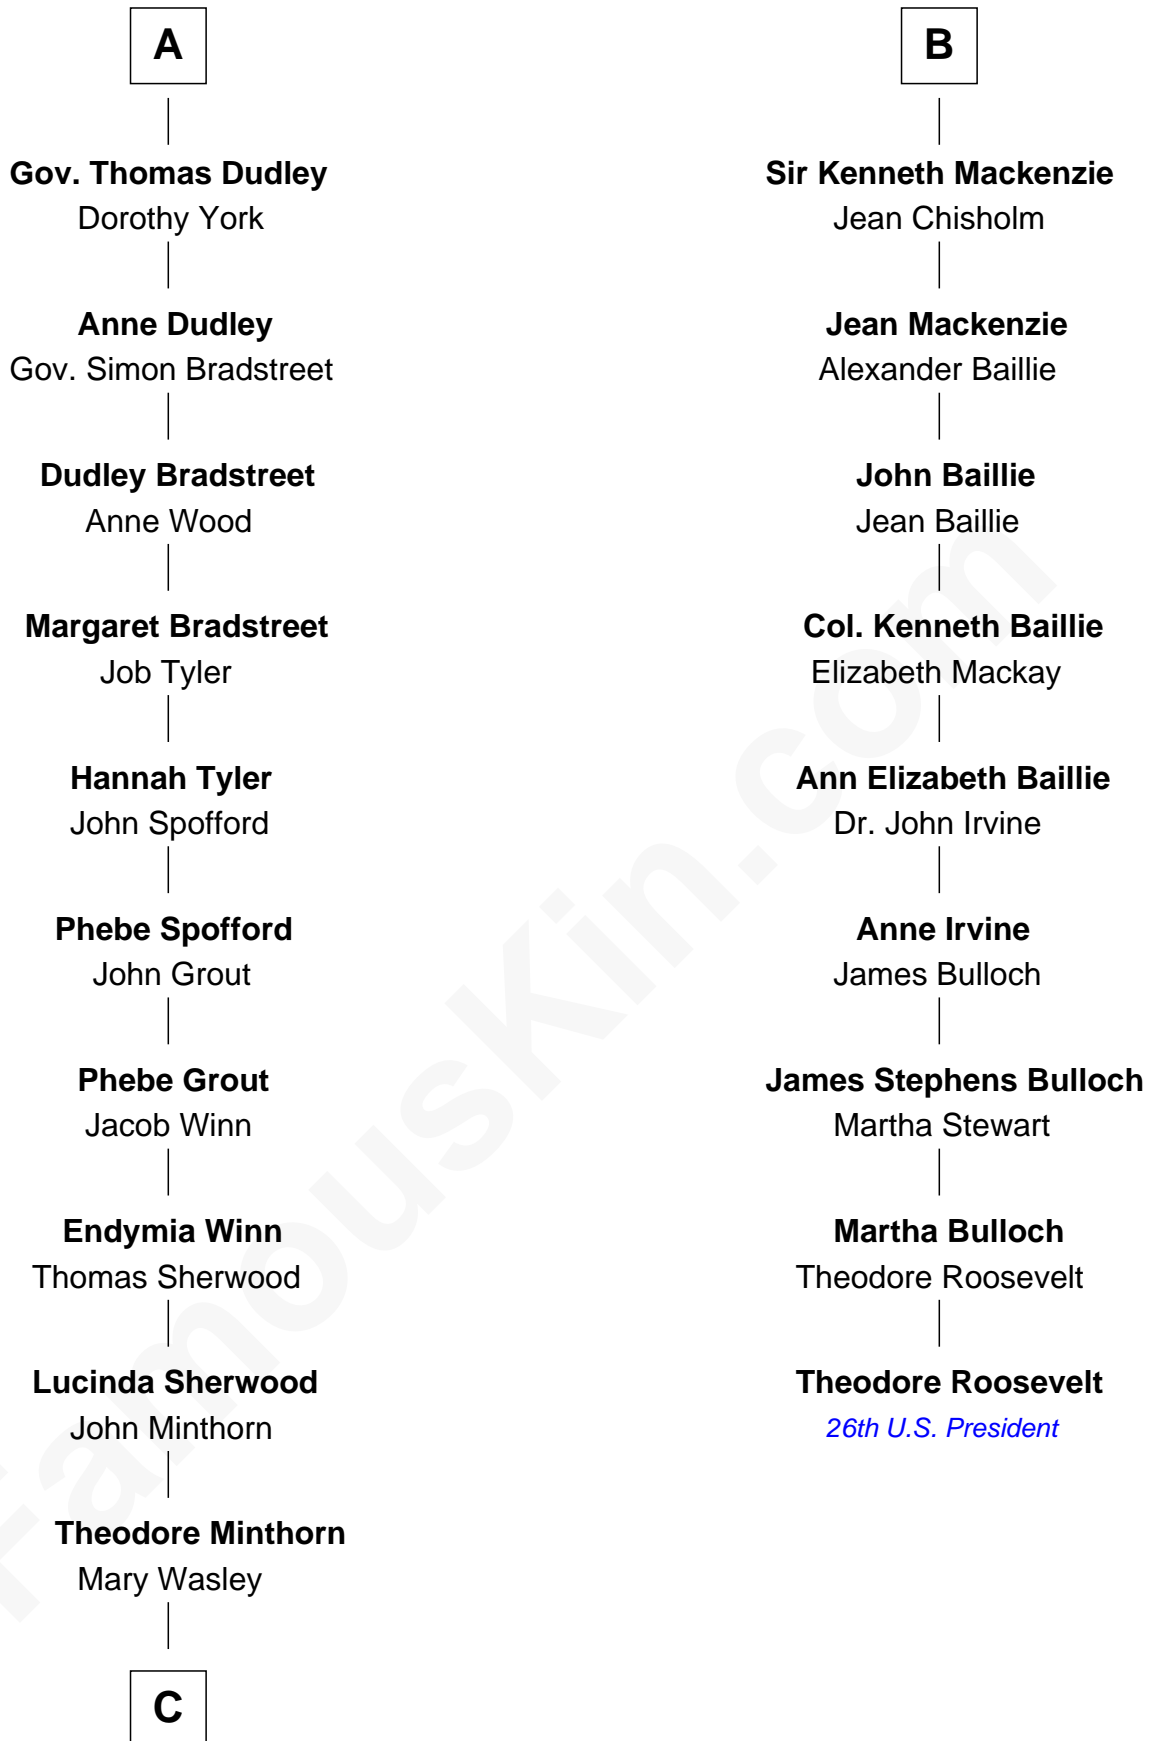 A
Gov. Thomas Dudley
Dorothy York
Anne Dudley
Gov. Simon Bradstreet
Dudley Bradstreet
Anne Wood
Margaret Bradstreet
Job Tyler
Hannah Tyler
John Spofford
Phebe Spofford
John Grout
Phebe Grout
Jacob Winn
Endymia Winn
Thomas Sherwood
Lucinda Sherwood
John Minthorn
Theodore Minthorn
Mary Wasley
C
B
Sir Kenneth Mackenzie
Jean Chisholm
Jean Mackenzie
Alexander Baillie
John Baillie
Jean Baillie
Col. Kenneth Baillie
Elizabeth Mackay
Ann Elizabeth Baillie
Dr. John Irvine
Anne Irvine
James Bulloch
James Stephens Bulloch
Martha Stewart
Martha Bulloch
Theodore Roosevelt
Theodore Roosevelt
26th U.S. President
FamousKin.com